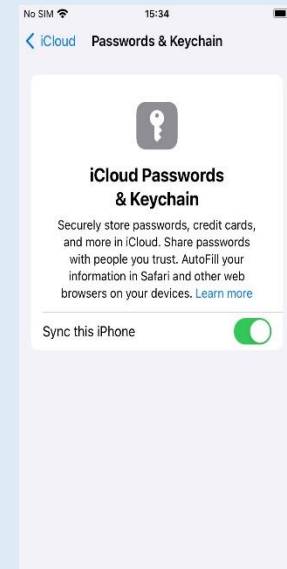 No SIM 15:34
iCloud Passwords & Keychain
iCloud Passwords
& Keychain
Securely store passwords, credit cards,
and more in iCloud. Share passwords
with people you trust. AutoFill your
information in Safari and other web
browsers on your devices. Learn more
Sync this iPhone